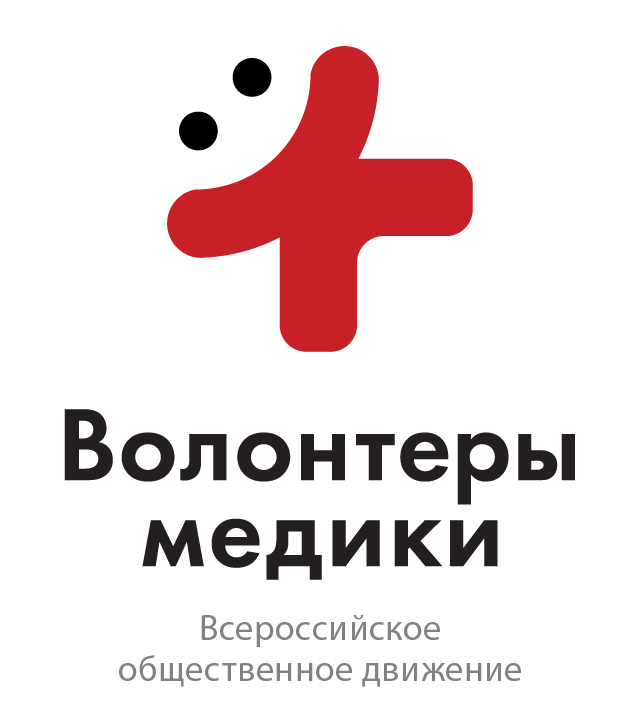 Волонтеры
медики
Всероссийское
общественное движение